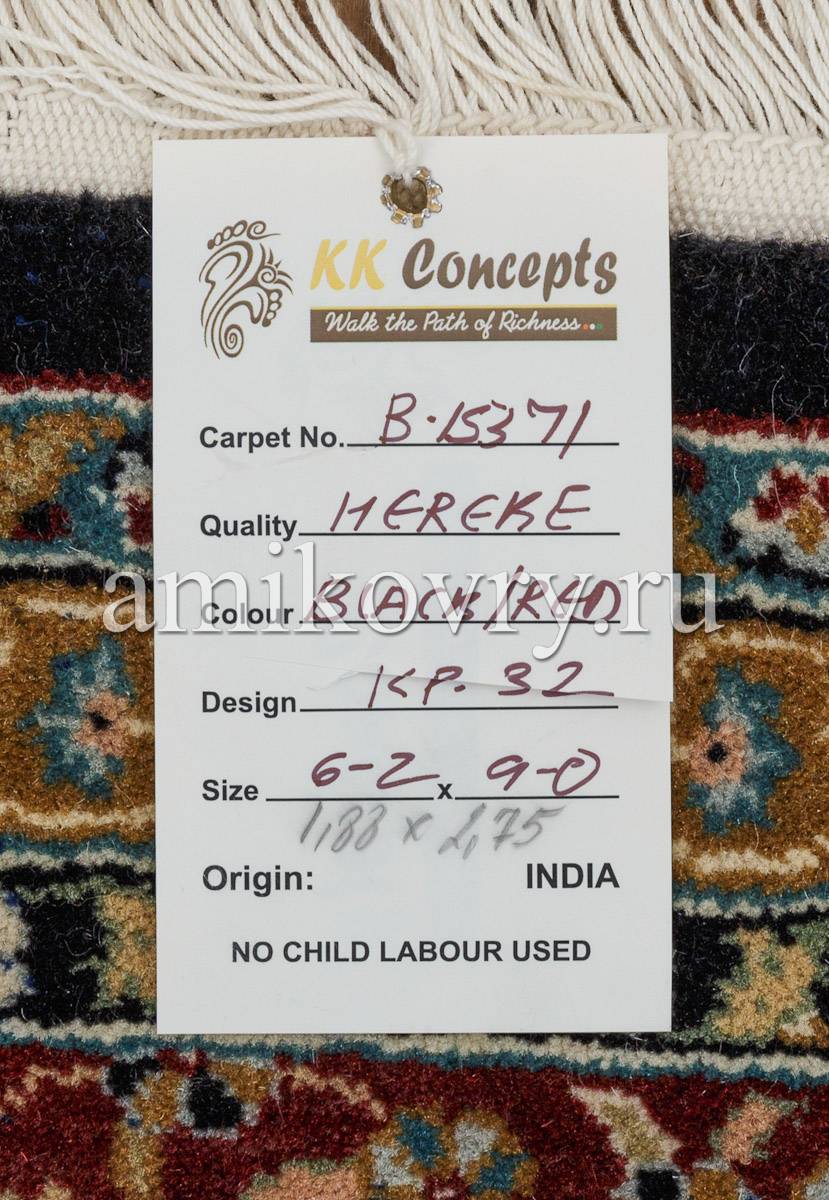 KK Concepts
Walk the Path of Richness...
Carpet No. B-15371
Quality HEREKE
amikovry.ru
Colour BLACK/RED
Design KP. 32
Size 6-2 x 9-0
1,88 x 2,75
Origin: INDIA
NO CHILD LABOUR USED